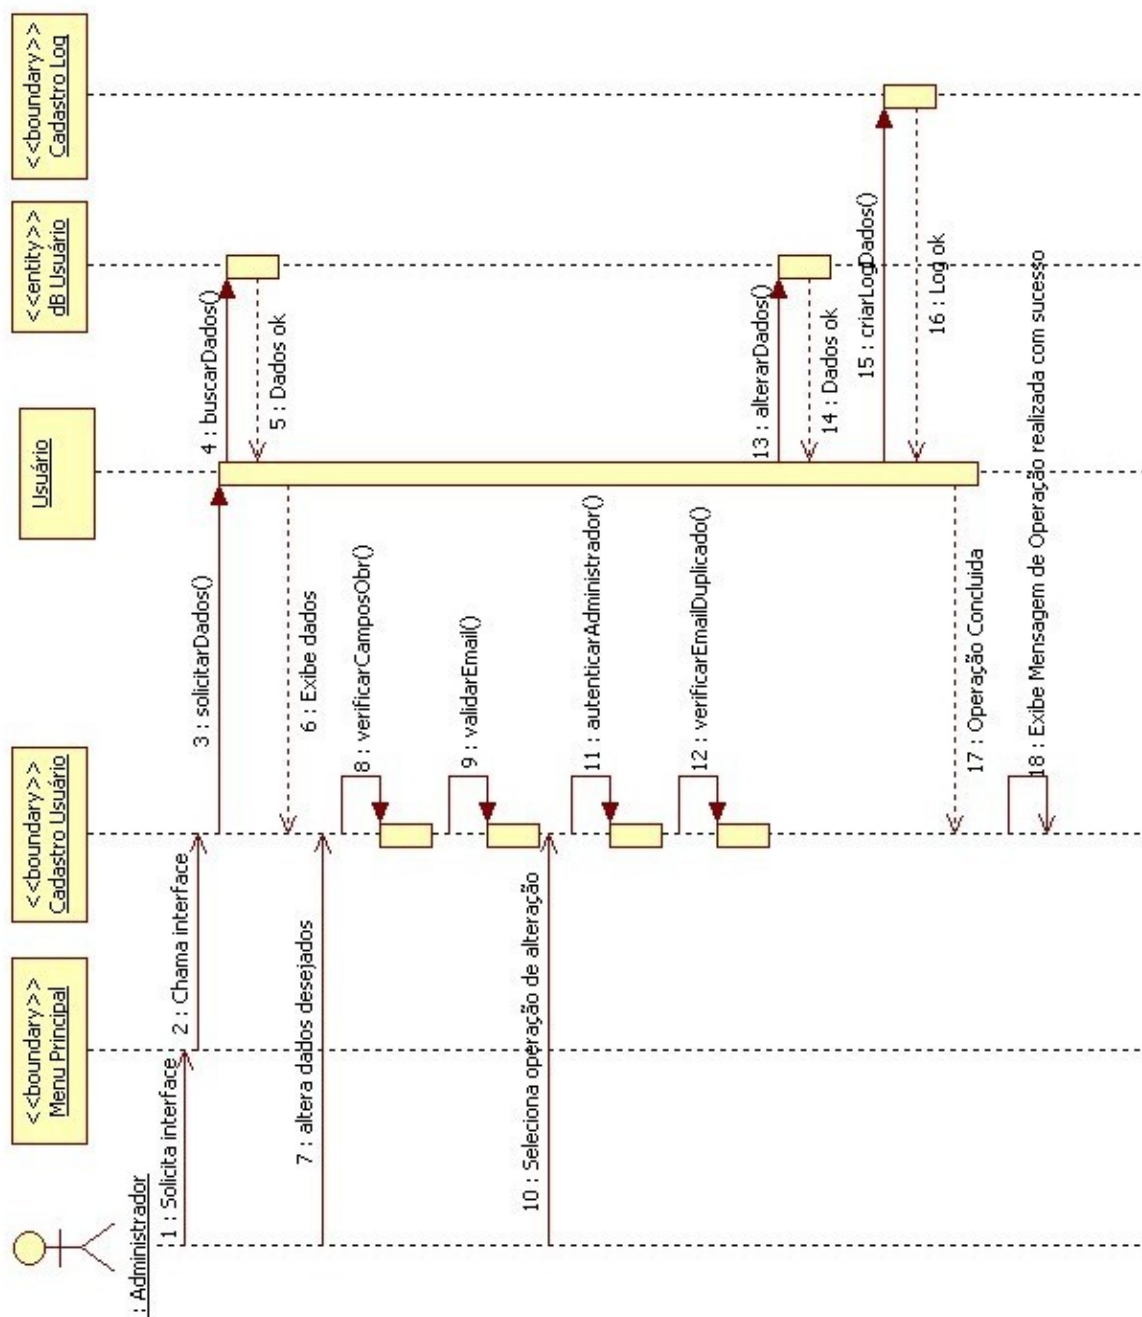 : Administrador
<<boundary>>
Menu Principal
<<boundary>>
Cadastro Usuário
Usuário
<<entity>>
dB Usuário
<<boundary>>
Cadastro Log
1 : Solicita interface
2 : Chama interface
3 : solicitarDados()
4 : buscarDados()
5 : Dados ok
6 : Exibe dados
7 : altera dados desejados
8 : verificarCamposObr()
9 : validarEmail()
10 : Seleciona operação de alteração
11 : autenticarAdministrador()
12 : verificarEmailDuplicado()
13 : alterarDados()
14 : Dados ok
15 : criarLogDados()
16 : Log ok
17 : Operação Concluida
18 : Exibe Mensagem de Operação realizada com sucesso